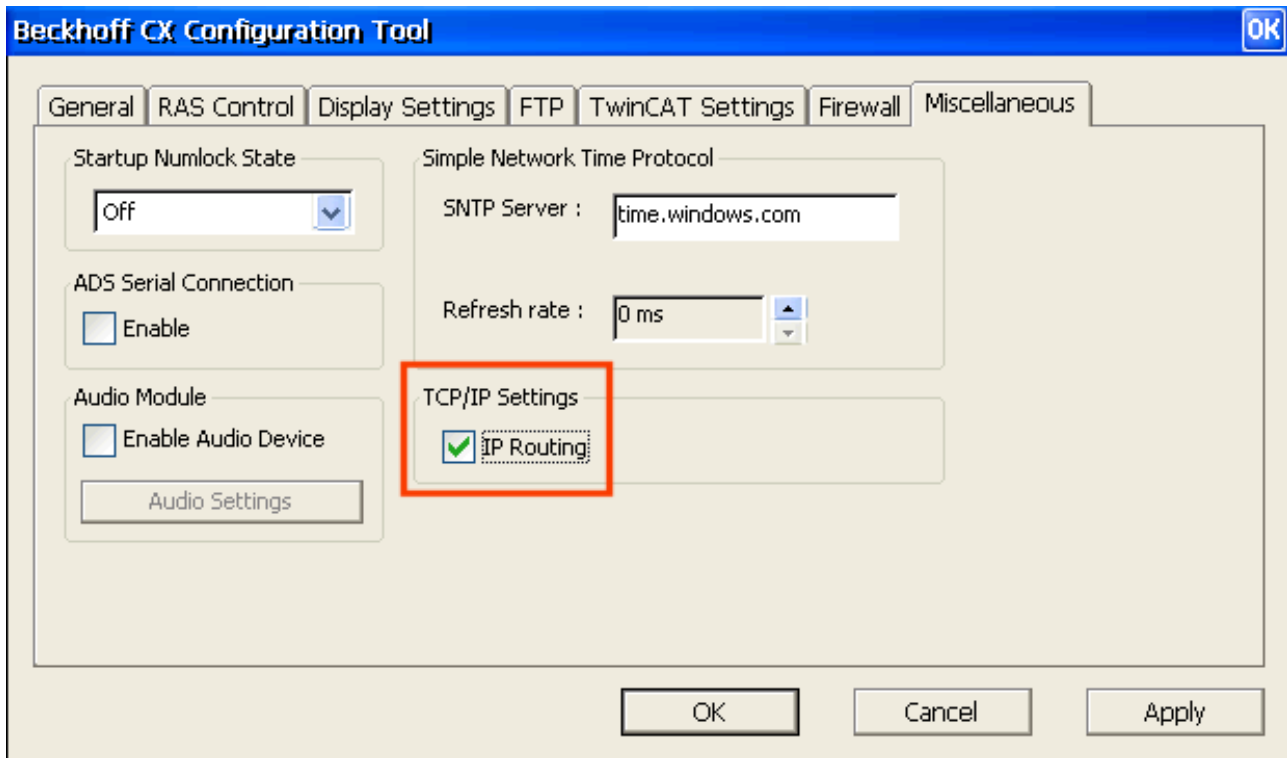 Beckhoff CX Configuration Tool
OK
General RAS Control Display Settings FTP TwinCAT Settings Firewall Miscellaneous
Startup Numlock State
Off
Simple Network Time Protocol
SNTP Server : time.windows.com
Refresh rate : 0 ms
ADS Serial Connection
Enable
Audio Module
Enable Audio Device
Audio Settings
TCP/IP Settings
IP Routing
OK Cancel Apply